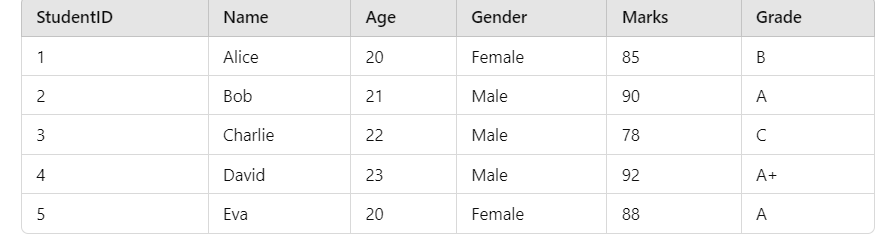 StudentID Name Age Gender Marks Grade
1 Alice 20 Female 85 B
2 Bob 21 Male 90 A
3 Charlie 22 Male 78 C
4 David 23 Male 92 A+
5 Eva 20 Female 88 A